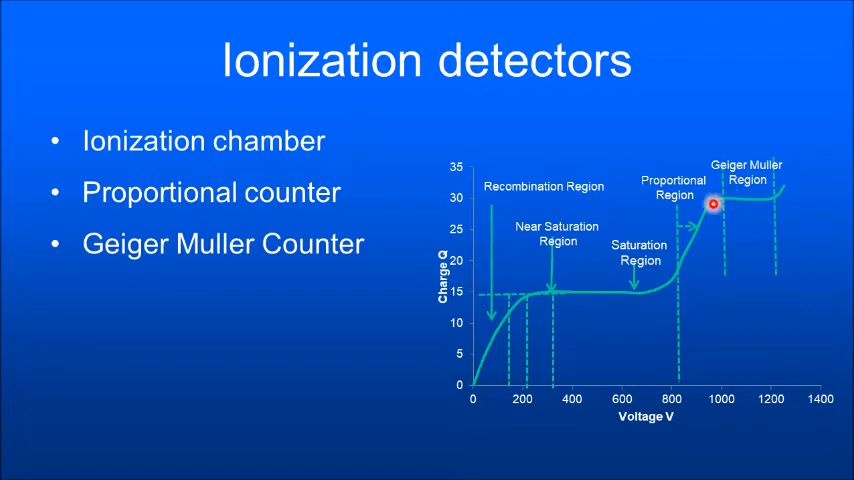 Ionization detectors
• Ionization chamber
• Proportional counter
• Geiger Muller Counter
35
30
25
20
15
10
5
0
Charge Q
Recombination Region
Near Saturation
Region
Saturation
Region
Proportional
Region
Geiger Muller
Region
0 200 400 600 800 1000 1200 1400
Voltage V